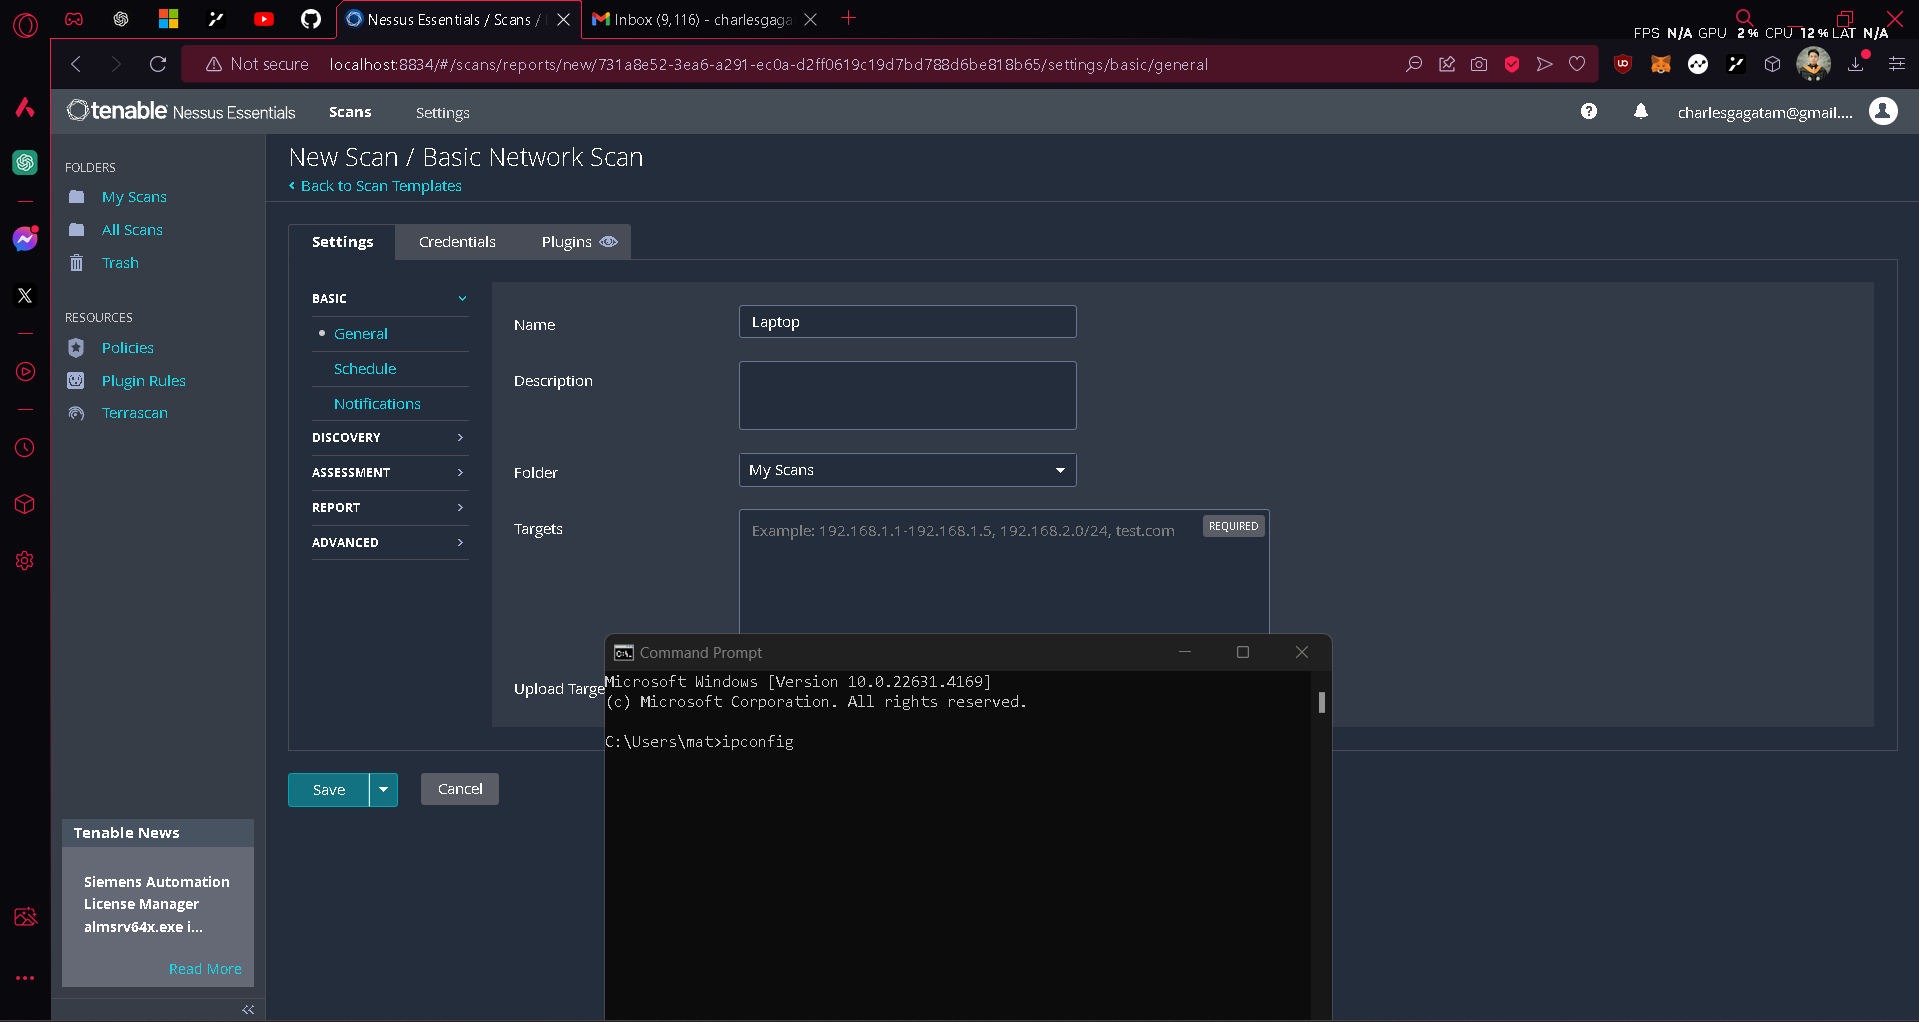 Nessus Essentials / Scans /
Inbox (9,116) - charlesgaga
FPS N/A GPU 2% CPU 12% LAT N/A
Not secure localhost:8834/#/scans/reports/new/731a8e52-3ea6-a291-ec0a-d2ff0619c19d7bd788d6be818b65/settings/basic/general
tenable Nessus Essentials
Scans
Settings
charlesgagatam@gmail....
FOLDERS
My Scans
All Scans
Trash
RESOURCES
Policies
Plugin Rules
Terrascan
Tenable News
Siemens Automation
License Manager
almsrv64x.exe i...
Read More
New Scan / Basic Network Scan
Back to Scan Templates
Settings
Credentials
Plugins
BASIC
General
Schedule
Notifications
DISCOVERY
ASSESSMENT
REPORT
ADVANCED
Name
Laptop
Description
Folder
My Scans
Targets
Example: 192.168.1.1-192.168.1.5, 192.168.2.0/24, test.com
REQUIRED
Upload Targe
Save
Cancel
Command Prompt
Microsoft Windows [Version 10.0.22631.4169]
(c) Microsoft Corporation. All rights reserved.
C:\Users\mat>ipconfig